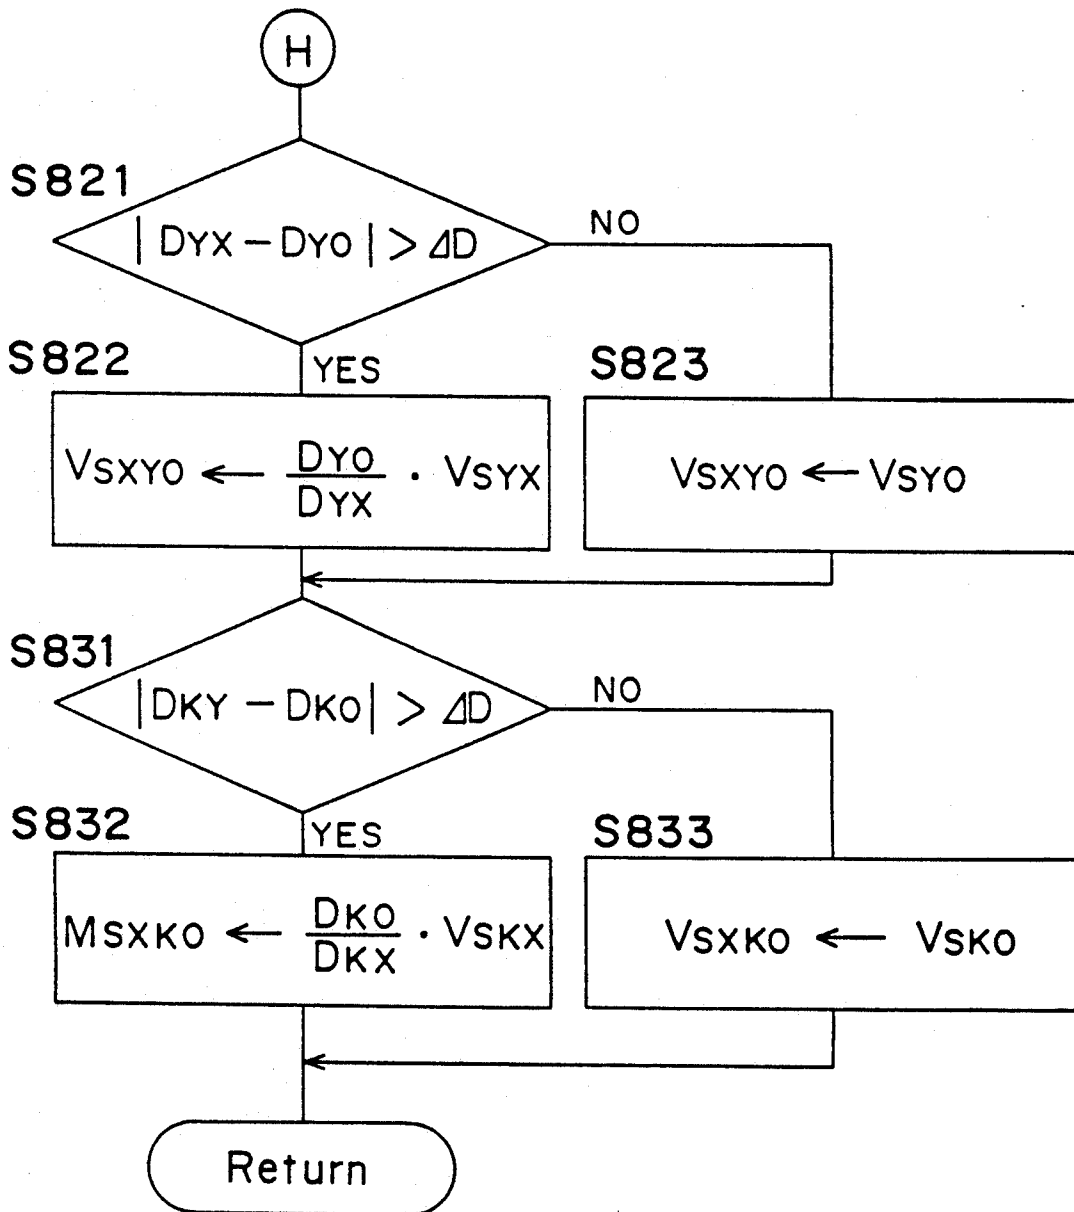 H
S821
| DYX – DYO | > ΔD
NO
YES
S822
VSXYO ← DYO / DYX · VSYX
S823
VSXYO ← VSYO
S831
|DKY – DKO| > ΔD
NO
YES
S832
MSXKO ← DKO / DKX · VSKX
S833
VSXKO ← VSKO
Return